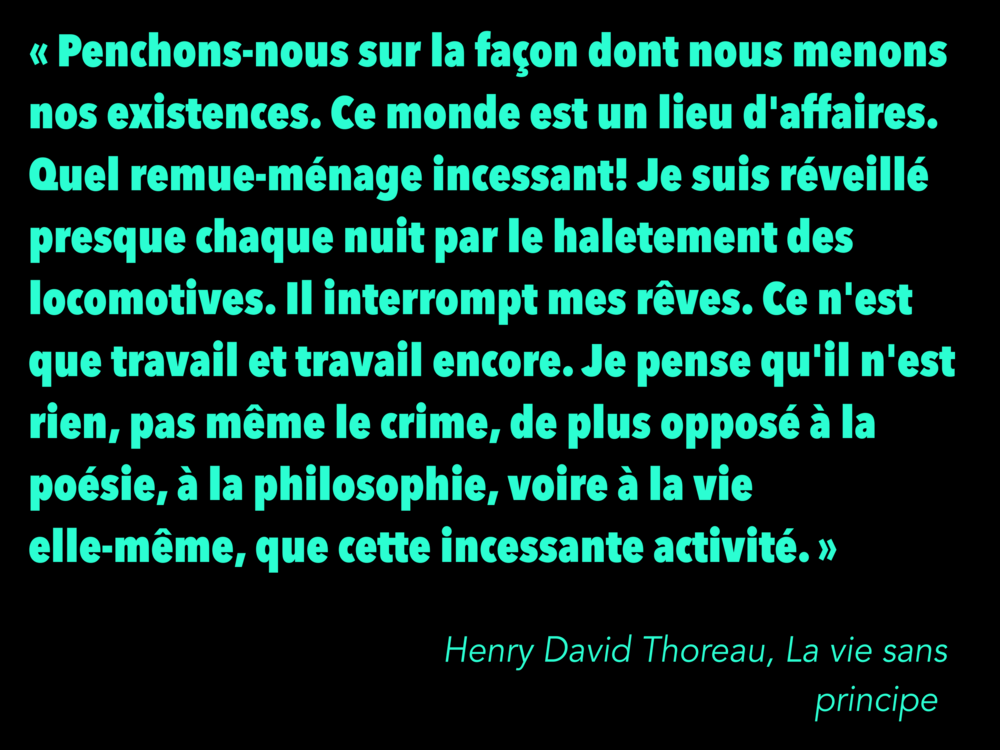 « Penchons-nous sur la façon dont nous menons
nos existences. Ce monde est un lieu d'affaires.
Quel remue-ménage incessant! Je suis réveillé
presque chaque nuit par le haletement des
locomotives. Il interrompt mes rêves. Ce n'est
que travail et travail encore. Je pense qu'il n'est
rien, pas même le crime, de plus opposé à la
poésie, à la philosophie, voire à la vie
elle-même, que cette incessante activité. »
Henry David Thoreau, La vie sans
principe